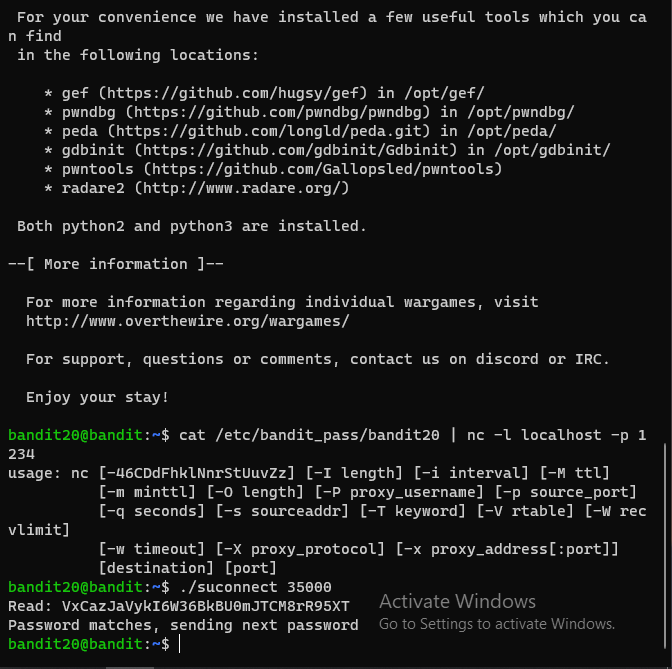 For your convenience we have installed a few useful tools which you ca
n find
in the following locations:
* gef (https://github.com/hugsy/gef) in /opt/gef/
* pwndbg (https://github.com/pwndbg/pwndbg) in /opt/pwndbg/
* peda (https://github.com/longld/peda.git) in /opt/peda/
* gdbinit (https://github.com/gdbinit/Gdbinit) in /opt/gdbinit/
* pwntools (https://github.com/Gallopsled/pwntools)
* radare2 (http://www.radare.org/)
Both python2 and python3 are installed.
--[ More information ]--
For more information regarding individual wargames, visit
http://www.overthewire.org/wargames/
For support, questions or comments, contact us on discord or IRC.
Enjoy your stay!
bandit20@bandit:~$ cat /etc/bandit_pass/bandit20 | nc -l localhost -p 1
234
usage: nc [-46CDdFhklNnrStUuvZz] [-I length] [-i interval] [-M ttl]
[-m minttl] [-O length] [-P proxy_username] [-p source_port]
[-q seconds] [-s sourceaddr] [-T keyword] [-V rtable] [-W rec
vlimit]
[-w timeout] [-X proxy_protocol] [-x proxy_address[:port]]
[destination] [port]
bandit20@bandit:~$ ./suconnect 35000
Read: VxCazJaVykI6W36BkBU0mJTCM8rR95XT
Password matches, sending next password
bandit20@bandit:~$
Activate Windows
Go to Settings to activate Windows.